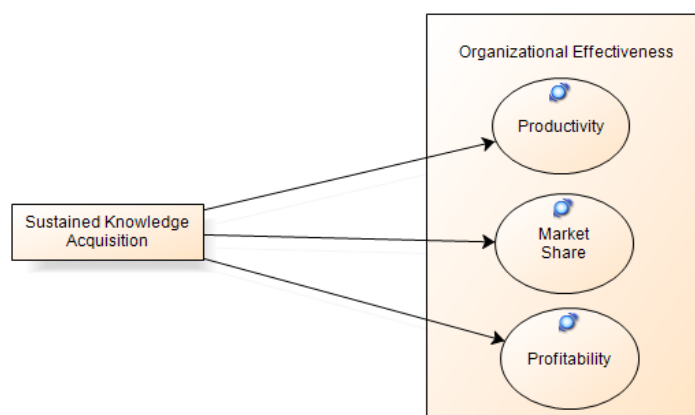 Organizational Effectiveness
Productivity
Sustained Knowledge
Acquisition
Market
Share
Profitability